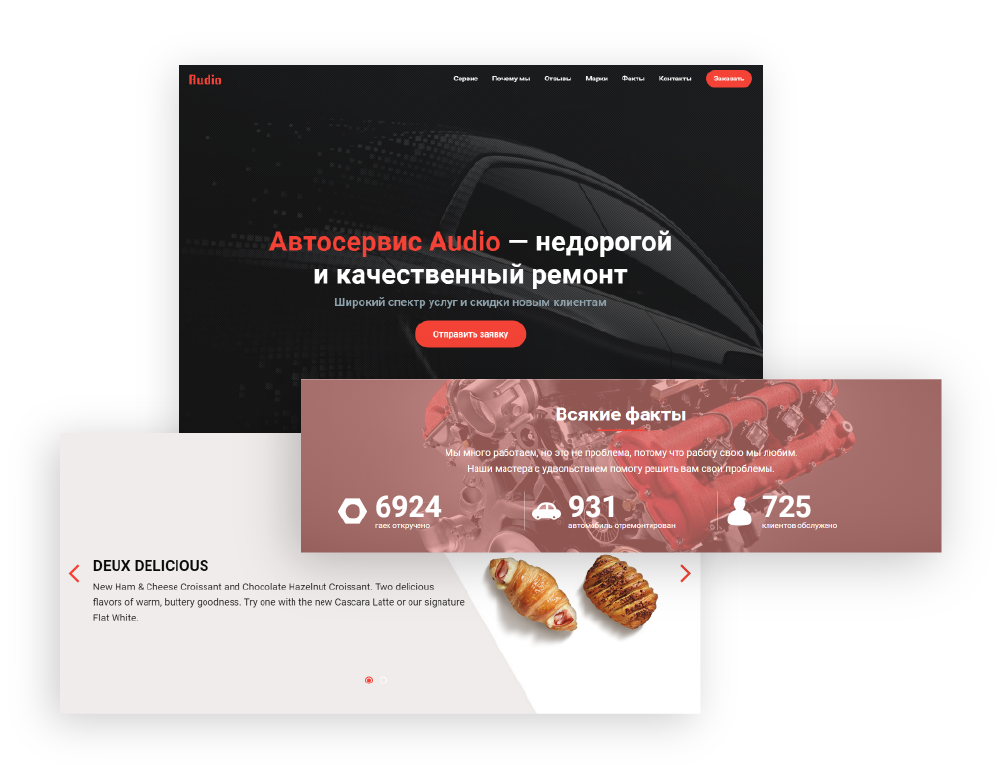 Audio
Сервис Почему мы Отзывы Марки Факты Контакты Заказать
Автосервис Audio — недорогой
и качественный ремонт
Широкий спектр услуг и скидки новым клиентам
Отправить заявку
Всякие факты
Мы много работаем, но это не проблема, потому что работу свою мы любим.
Наши мастера с удвольствием помогу решить вам свои проблемы.
6924
гаек откручено
931
автомобиль отремонтирован
725
клиентов обслужено
DEUX DELICIOUS
New Ham & Cheese Croissant and Chocolate Hazelnut Croissant. Two delicious
flavors of warm, buttery goodness. Try one with the new Cascara Latte or our signature
Flat White.